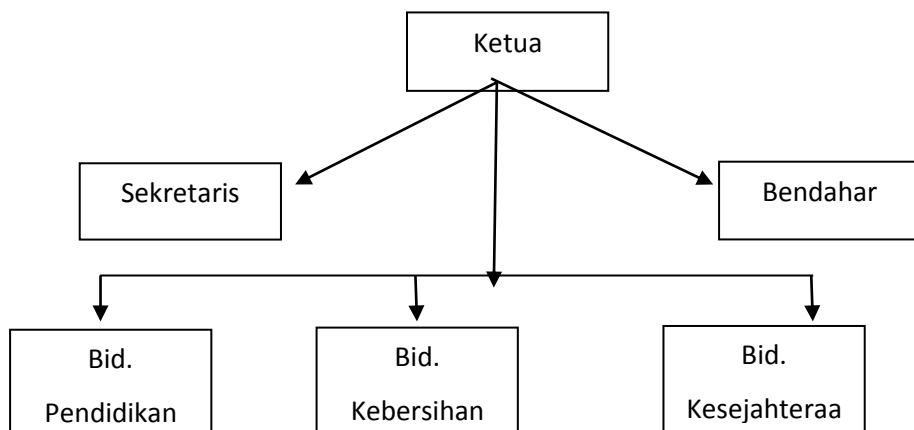 Ketua
Sekretaris
Bendahar
Bid.
Pendidikan
Bid.
Kebersihan
Bid.
Kesejahteraa